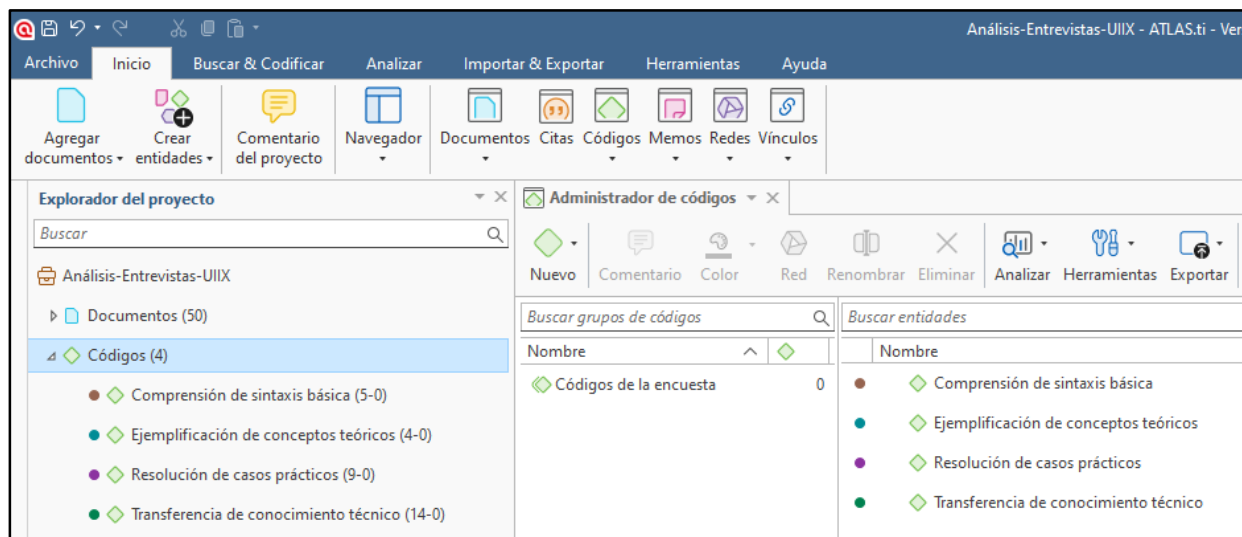 Análisis-Entrevistas-UIIX - ATLAS.ti - Ver
Archivo Inicio Buscar & Codificar Analizar Importar & Exportar Herramientas Ayuda
Agregar documentos
Crear entidades
Comentario del proyecto
Navegador
Documentos Citas Códigos Memos Redes Vínculos
Explorador del proyecto
Buscar
Análisis-Entrevistas-UIIX
Documentos (50)
Códigos (4)
Comprensión de sintaxis básica (5-0)
Ejemplificación de conceptos teóricos (4-0)
Resolución de casos prácticos (9-0)
Transferencia de conocimiento técnico (14-0)
Administrador de códigos
Nuevo Comentario Color Red Renombrar Eliminar Analizar Herramientas Exportar
Buscar grupos de códigos
Nombre
Códigos de la encuesta 0
Buscar entidades
Nombre
Comprensión de sintaxis básica
Ejemplificación de conceptos teóricos
Resolución de casos prácticos
Transferencia de conocimiento técnico